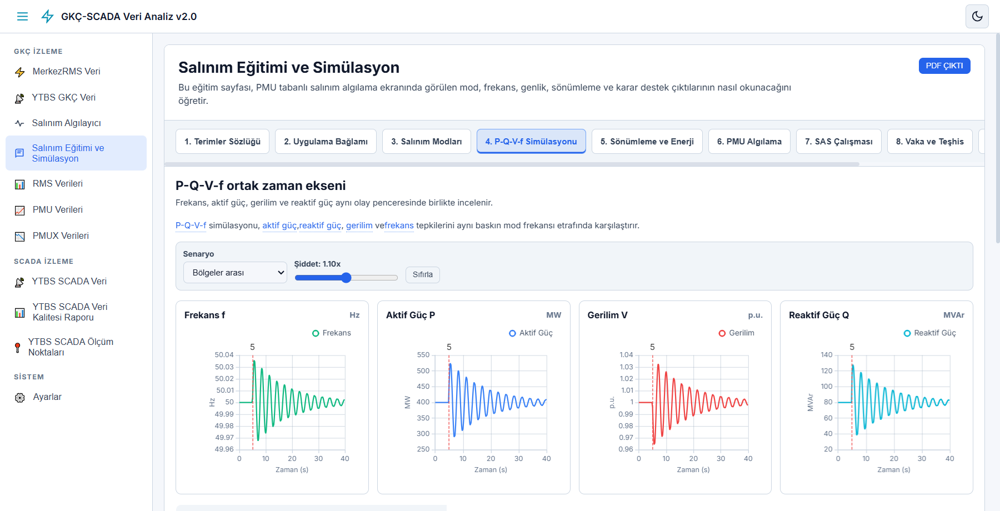 GKÇ-SCADA Veri Analiz v2.0
GKÇ İZLEME
MerkezRMS Veri
YTBS GKÇ Veri
Salınım Algılayıcı
Salınım Eğitimi ve
Simülasyon
RMS Verileri
PMU Verileri
PMUX Verileri
SCADA İZLEME
YTBS SCADA Veri
YTBS SCADA Veri
Kalitesi Raporu
YTBS SCADA Ölçüm
Noktaları
SİSTEM
Ayarlar
Salınım Eğitimi ve Simülasyon
PDF ÇIKTI
Bu eğitim sayfası, PMU tabanlı salınım algılama ekranında görülen mod, frekans, genlik, sönümleme ve karar destek çıktılarının nasıl okunacağını
öğretir.
1. Terimler Sözlüğü
2. Uygulama Bağlamı
3. Salınım Modları
4. P-Q-V-f Simülasyonu
5. Sönümleme ve Enerji
6. PMU Algılama
7. SAS Çalışması
8. Vaka ve Teşhis
P-Q-V-f ortak zaman ekseni
Frekans, aktif güç, gerilim ve reaktif güç aynı olay penceresinde birlikte incelenir.
P-Q-V-f simülasyonu, aktif güç,reaktif güç, gerilim vefrekans tepkilerini aynı baskın mod frekansı etrafında karşılaştırır.
Senaryo
Bölgeler arası
Şiddet: 1.10x
Sıfırla
Frekans f
Hz
Frekans
5
50.04
50.03
50.02
50.01
50
49.99
49.98
49.97
49.96
Hz
0 10 20 30 40
Zaman (s)
Aktif Güç P
MW
Aktif Güç
5
550
500
450
400
350
300
250
MW
0 10 20 30 40
Zaman (s)
Gerilim V
p.u.
Gerilim
5
1.04
1.03
1.02
1.01
1
0.99
0.98
0.97
0.96
p.u.
0 10 20 30 40
Zaman (s)
Reaktif Güç Q
MVAr
Reaktif Güç
5
140
120
100
80
60
40
20
MVAr
0 10 20 30 40
Zaman (s)